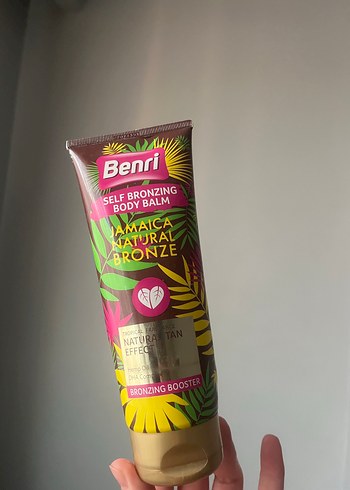 Benri
SELF BRONZING
BODY BALM
JAMAICA
NATURAL
BRONZE
NATURAL TAN
EFFECT
BRONZING BOOSTER